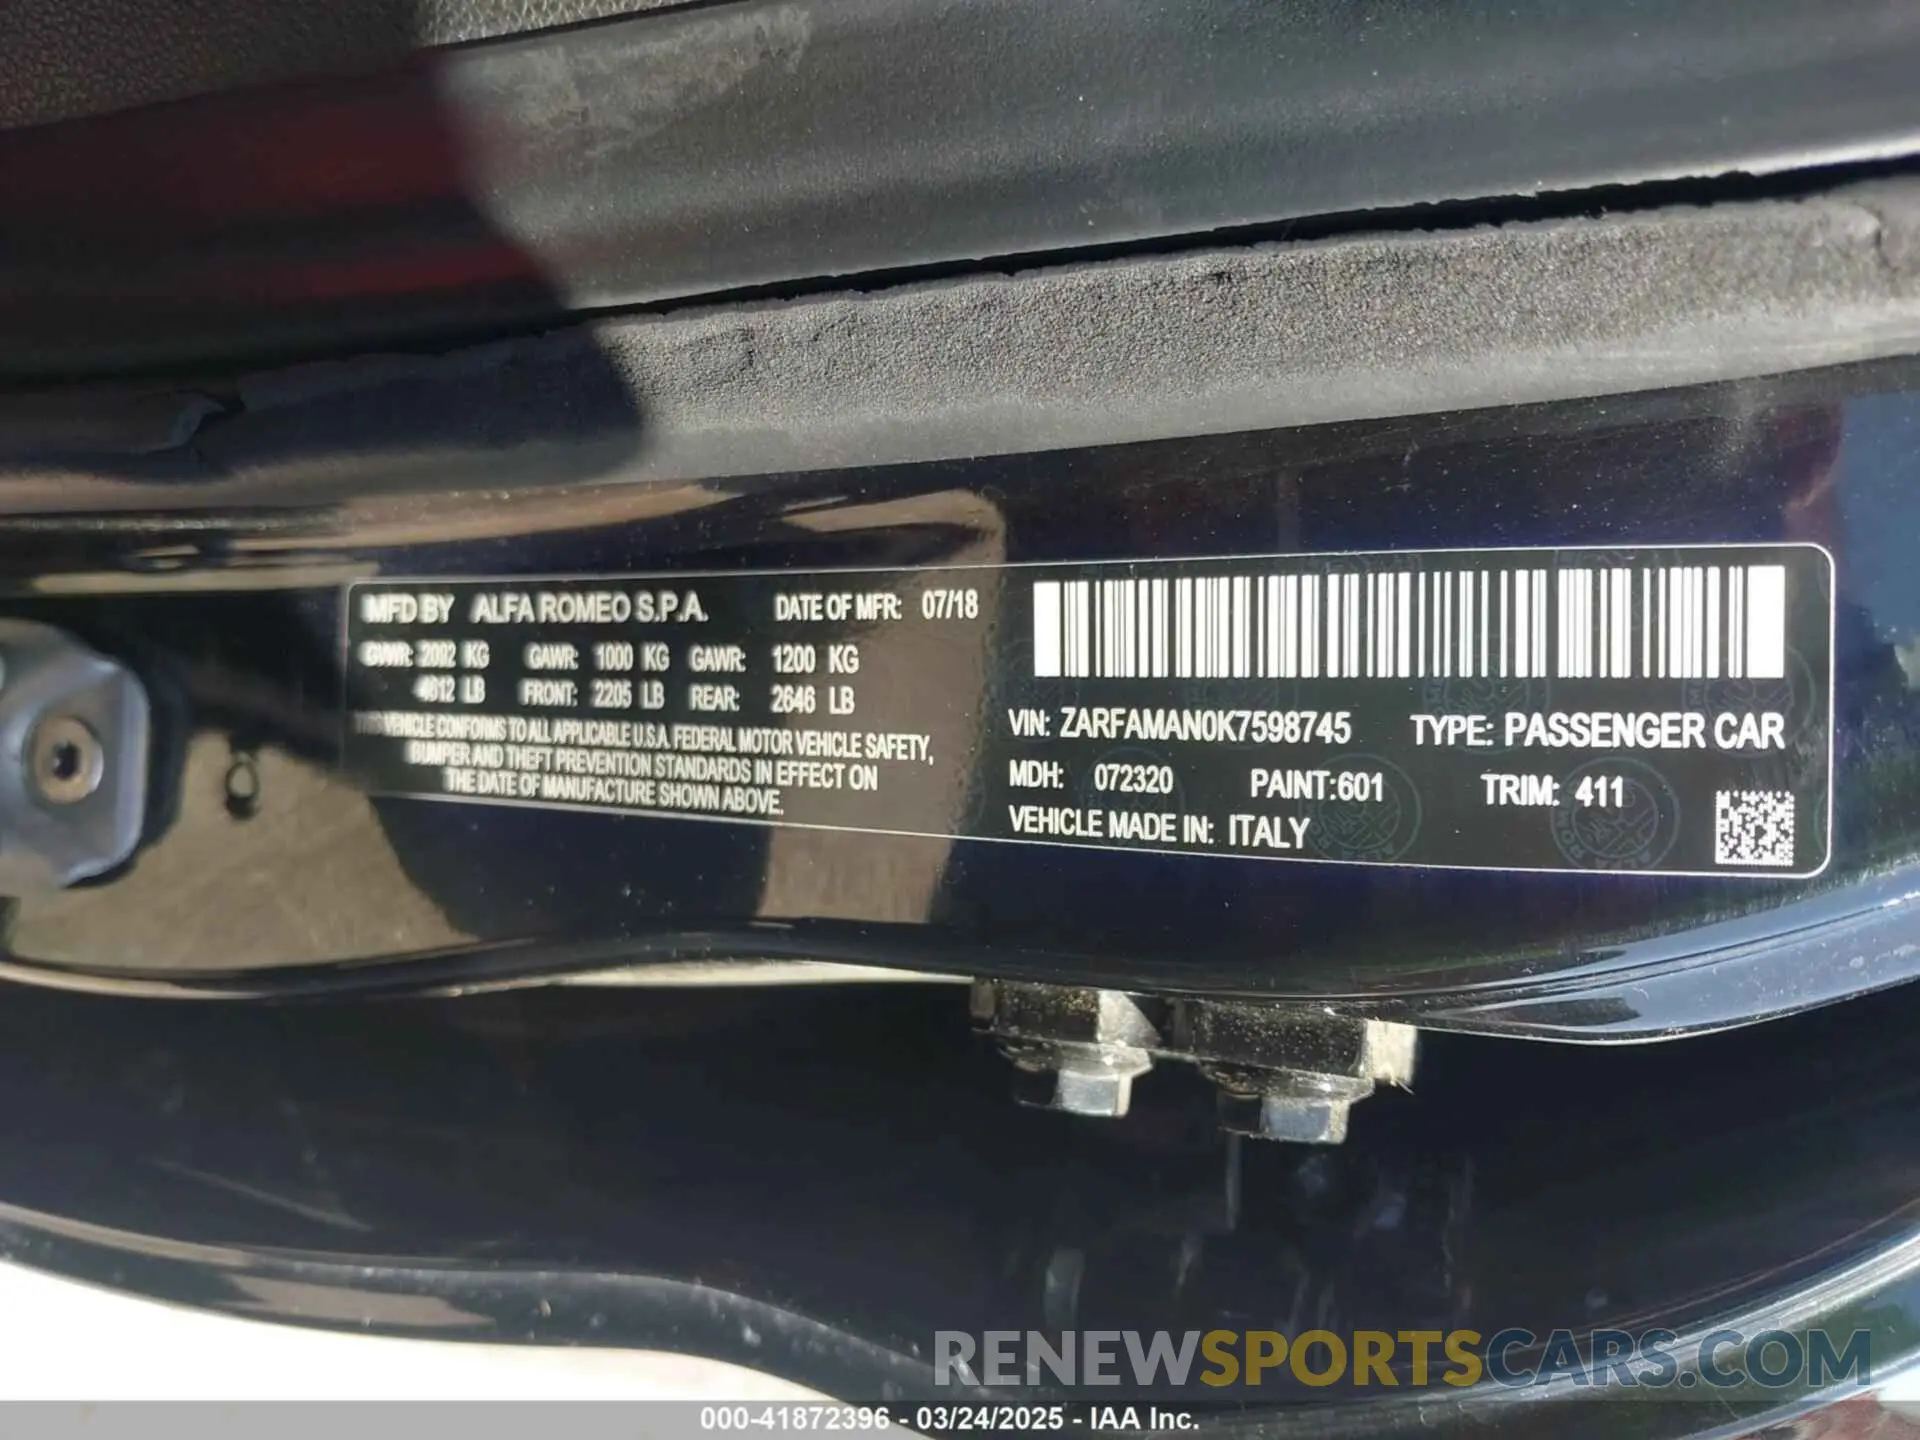 MFD BY ALFA ROMEO S.P.A. DATE OF MFR: 07/18
GVWR: 2092 KG GAWR: 1000 KG GAWR: 1200 KG
4612 LB FRONT: 2205 LB REAR: 2646 LB
THIS VEHICLE CONFORMS TO ALL APPLICABLE U.S.A. FEDERAL MOTOR VEHICLE SAFETY,
BUMPER AND THEFT PREVENTION STANDARDS IN EFFECT ON
THE DATE OF MANUFACTURE SHOWN ABOVE.
VIN: ZARFAMAN0K7598745 TYPE: PASSENGER CAR
MDH: 072320 PAINT:601 TRIM: 411
VEHICLE MADE IN: ITALY
RENEWSPORTSCARS.COM
000-41872396 - 03/24/2025 - IAA Inc.